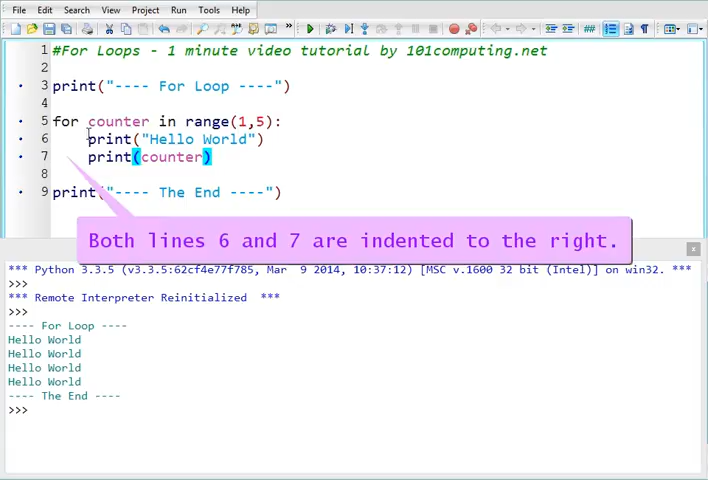 File Edit Search View Project Run Tools Help
1 #For Loops - 1 minute video tutorial by 101computing.net
2
3 print("---- For Loop ----")
4
5 for counter in range(1,5):
6 print("Hello World")
7 print(counter)
8
9 print("---- The End ----")
Both lines 6 and 7 are indented to the right.
*** Python 3.3.5 (v3.3.5:62cf4e77f785, Mar  9 2014, 10:37:12) [MSC v.1600 32 bit (Intel)] on win32. ***
>>>
*** Remote Interpreter Reinitialized  ***
>>>
---- For Loop ----
Hello World
Hello World
Hello World
Hello World
---- The End ----
>>>